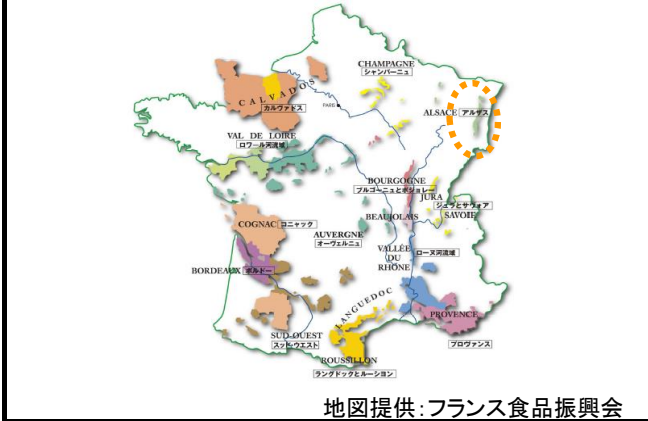 CHAMPAGNE
シャンパーニュ
CALVADOS
カルヴァドス
PARIS
ALSACE アルザス
VAL DE LOIRE
ロワール河流域
BOURGOGNE
ブルゴーニュとボジョレー
JURA
ジュラとサヴォア
SAVOIE
BEAUJOLAIS
COGNAC コニャック
AUVERGNE
オーヴェルニュ
VALLÉE
DU
RHÔNE
ローヌ河流域
BORDEAUX ボルドー
LANGUEDOC
PROVENCE
プロヴァンス
SUD-OUEST
スッド・ウエスト
ROUSSILLON
ラングドックとルーション
地図提供：フランス食品振興会